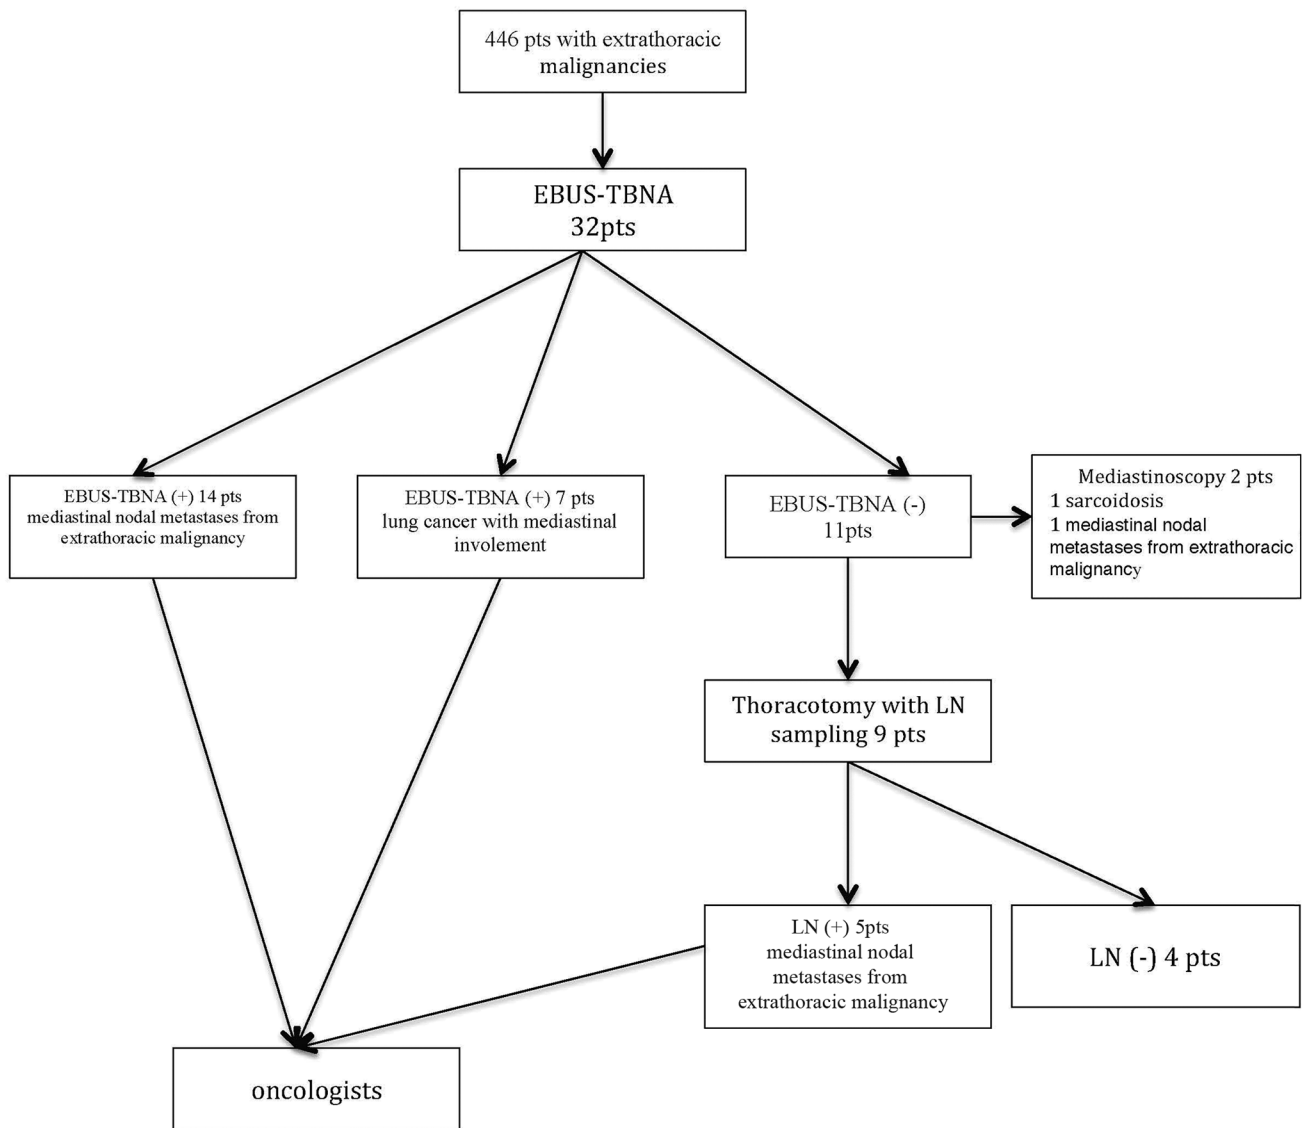 446 pts with extrathoracic
malignancies
EBUS-TBNA
32pts
EBUS-TBNA (+) 14 pts
mediastinal nodal metastases from
extrathoracic malignancy
EBUS-TBNA (+) 7 pts
lung cancer with mediastinal
involement
EBUS-TBNA (-)
11pts
Mediastinoscopy 2 pts
1 sarcoidosis
1 mediastinal nodal
metastases from extrathoracic
malignancy
Thoracotomy with LN
sampling 9 pts
LN (+) 5pts
mediastinal nodal
metastases from
extrathoracic malignancy
LN (-) 4 pts
oncologists